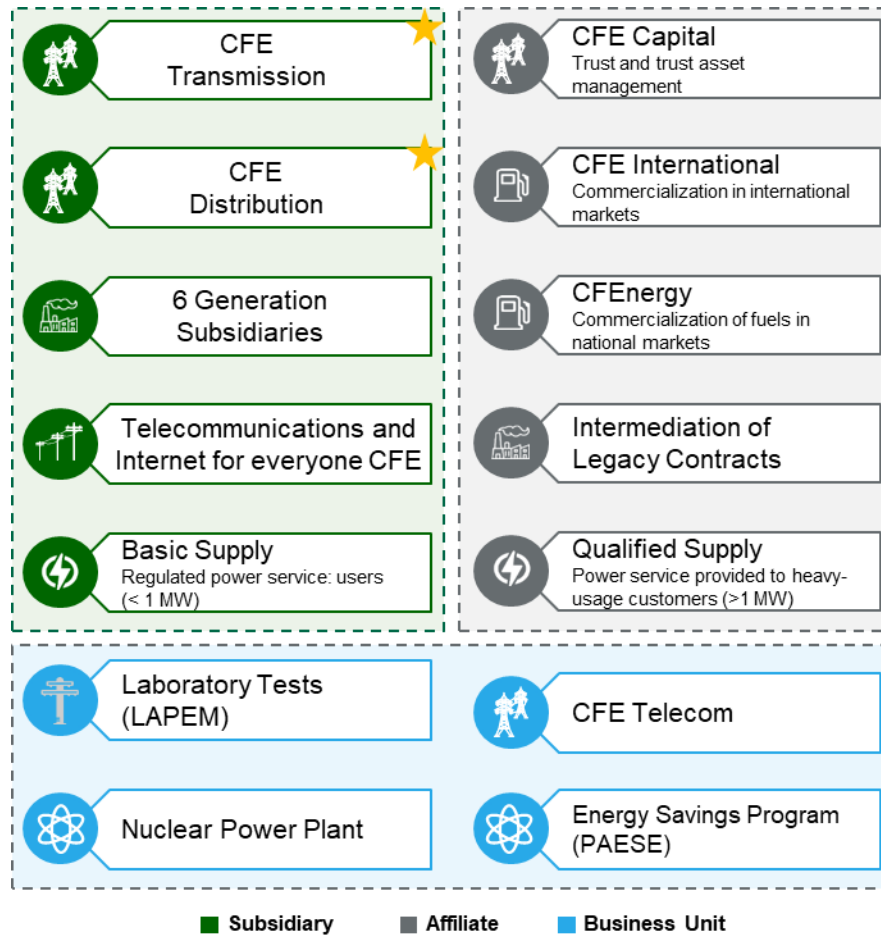 CFE
Transmission
CFE
Distribution
6 Generation
Subsidiaries
Telecommunications and
Internet for everyone CFE
Basic Supply
Regulated power service: users
(< 1 MW)
CFE Capital
Trust and trust asset
management
CFE International
Commercialization in international
markets
CFEnergy
Commercialization of fuels in
national markets
Intermediation of
Legacy Contracts
Qualified Supply
Power service provided to heavy-
usage customers (>1 MW)
Laboratory Tests
(LAPEM)
CFE Telecom
Nuclear Power Plant
Energy Savings Program
(PAESE)
Subsidiary
Affiliate
Business Unit